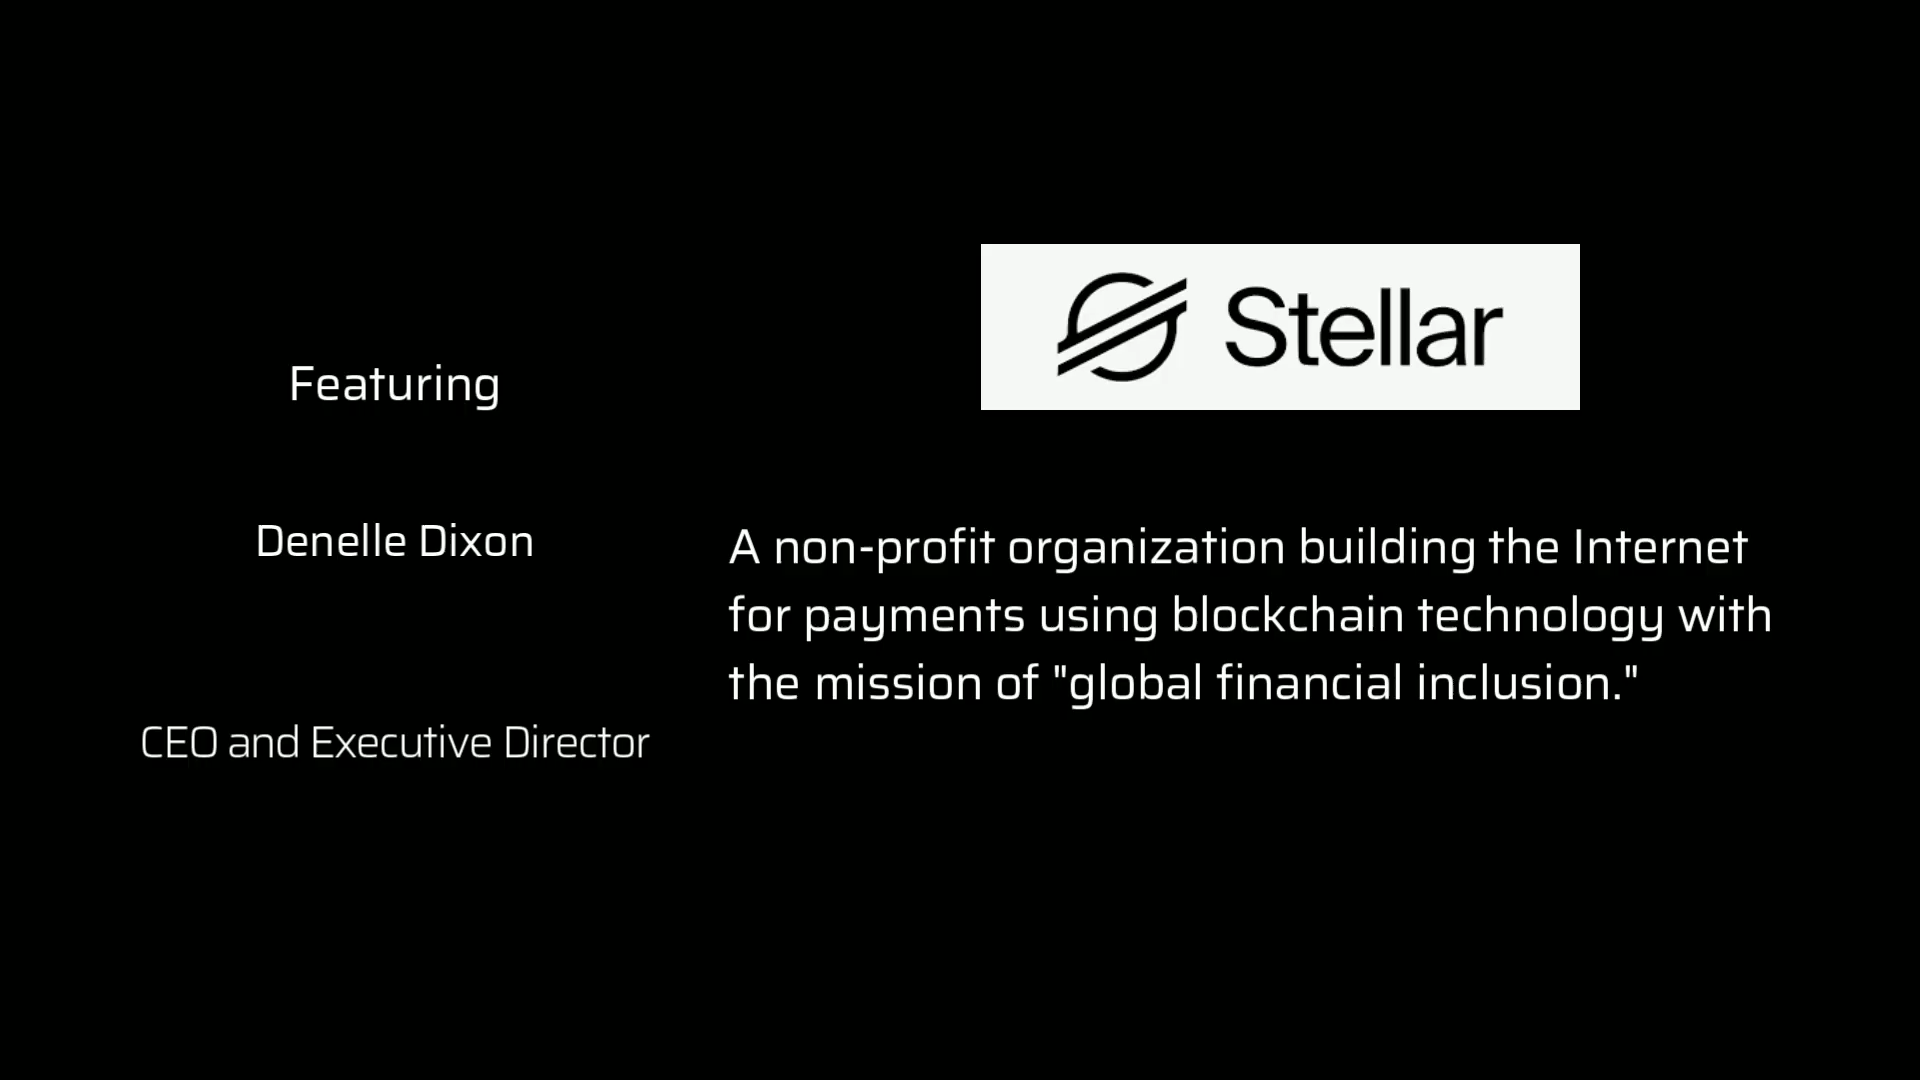 Featuring
Denelle Dixon
CEO and Executive Director
Stellar
A non-profit organization building the Internet
for payments using blockchain technology with
the mission of "global financial inclusion."